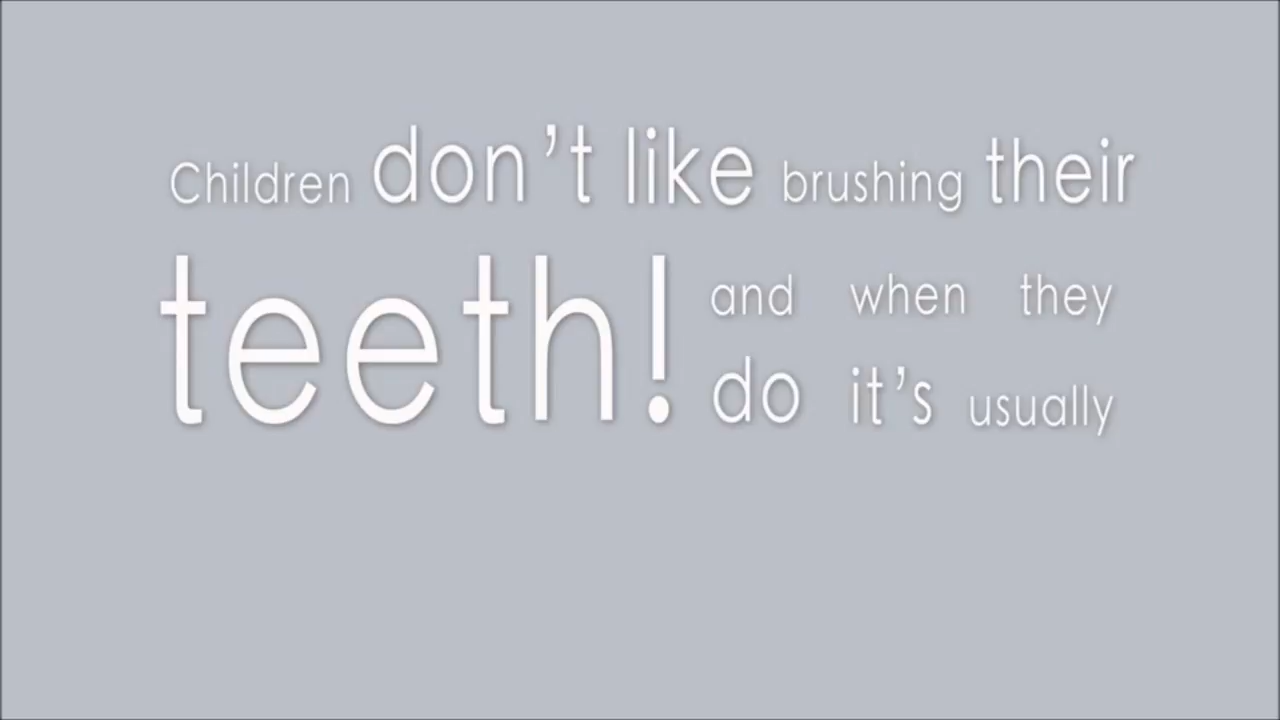 Children don’t like brushing their
teeth! and when they
do it’s usually